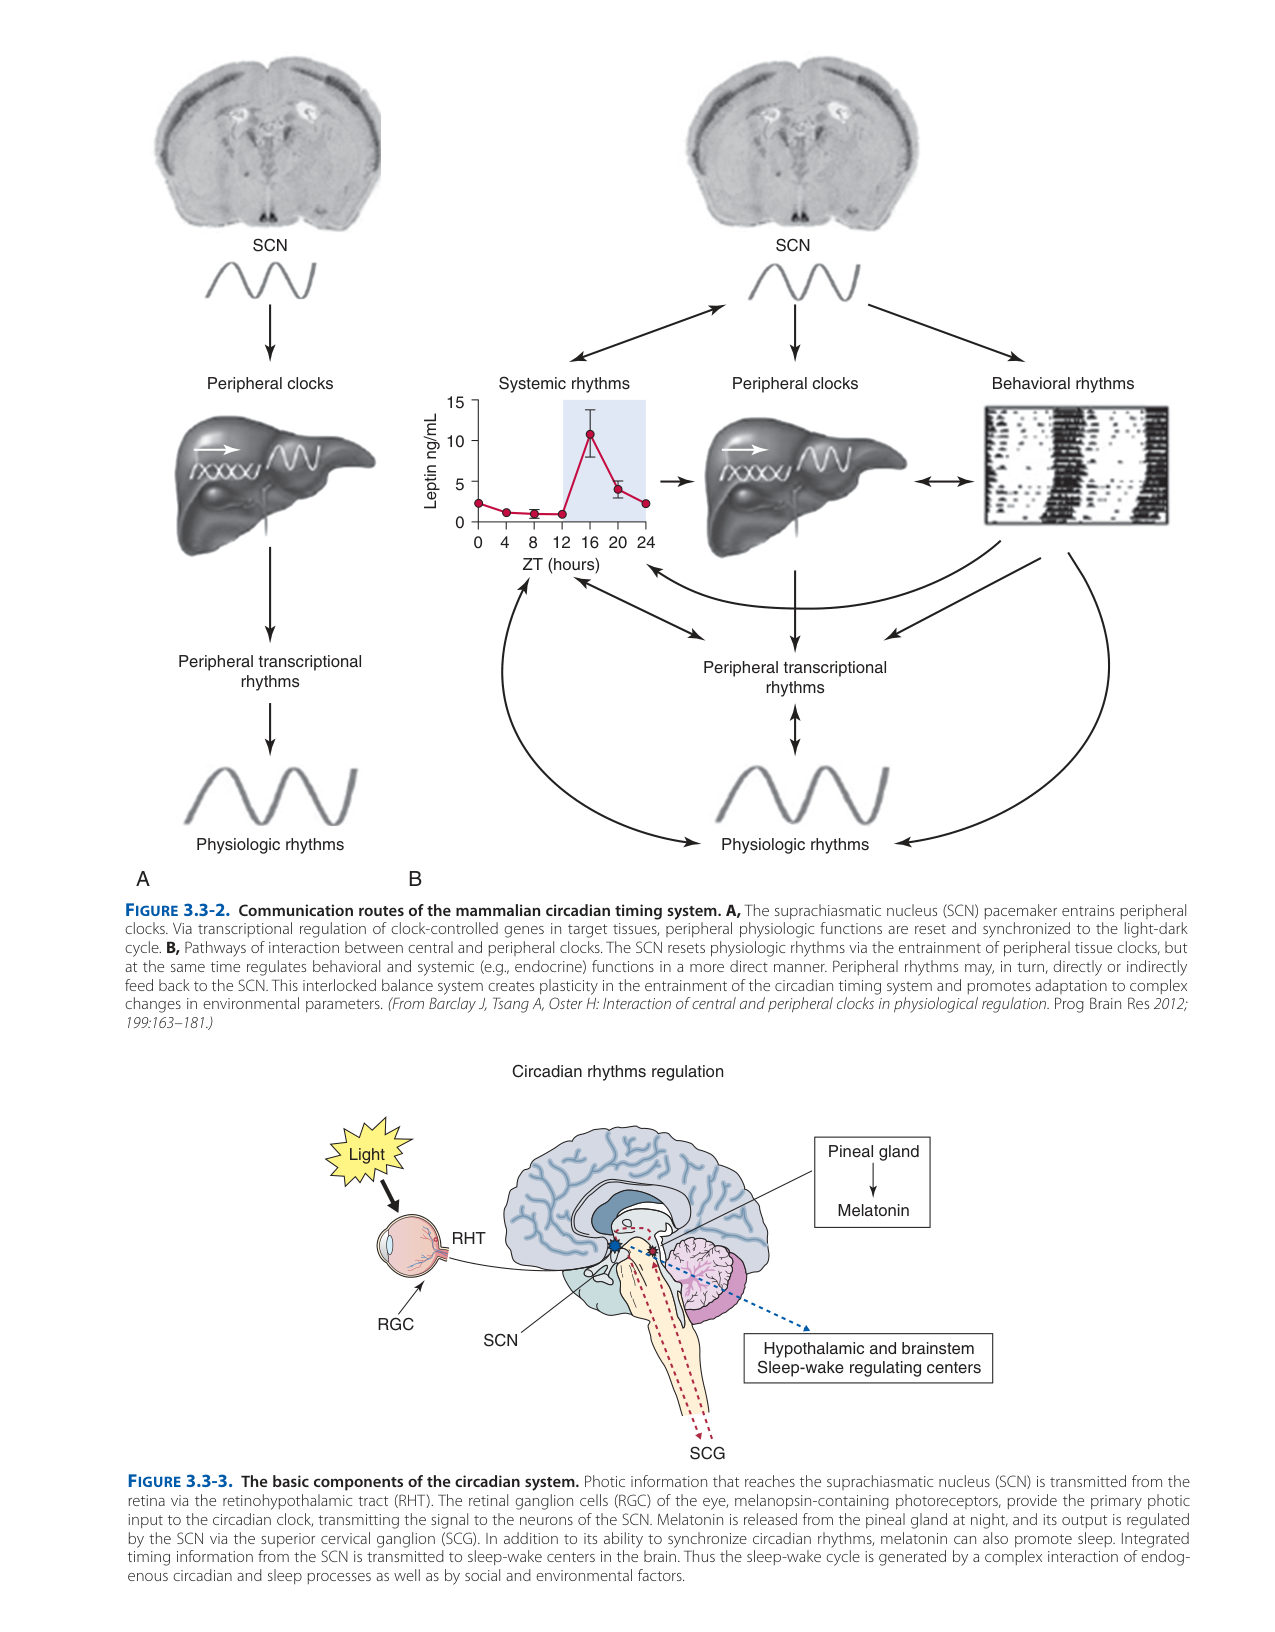 SCN
SCN
Peripheral clocks
Systemic rhythms
Peripheral clocks
Behavioral rhythms
Leptin ng/mL
15
10
5
0
0 4 8 12 16 20 24
ZT (hours)
Peripheral transcriptional
rhythms
Peripheral transcriptional
rhythms
Physiologic rhythms
Physiologic rhythms
A
B
FIGURE 3.3-2. Communication routes of the mammalian circadian timing system. A, The suprachiasmatic nucleus (SCN) pacemaker entrains peripheral
clocks. Via transcriptional regulation of clock-controlled genes in target tissues, peripheral physiologic functions are reset and synchronized to the light-dark
cycle. B, Pathways of interaction between central and peripheral clocks. The SCN resets physiologic rhythms via the entrainment of peripheral tissue clocks, but
at the same time regulates behavioral and systemic (e.g., endocrine) functions in a more direct manner. Peripheral rhythms may, in turn, directly or indirectly
feed back to the SCN. This interlocked balance system creates plasticity in the entrainment of the circadian timing system and promotes adaptation to complex
changes in environmental parameters. (From Barclay J, Tsang A, Oster H: Interaction of central and peripheral clocks in physiological regulation. Prog Brain Res 2012;
199:163–181.)
Circadian rhythms regulation
Light
Pineal gland
Melatonin
RHT
RGC
SCN
Hypothalamic and brainstem
Sleep-wake regulating centers
SCG
FIGURE 3.3-3. The basic components of the circadian system. Photic information that reaches the suprachiasmatic nucleus (SCN) is transmitted from the
retina via the retinohypothalamic tract (RHT). The retinal ganglion cells (RGC) of the eye, melanopsin-containing photoreceptors, provide the primary photic
input to the circadian clock, transmitting the signal to the neurons of the SCN. Melatonin is released from the pineal gland at night, and its output is regulated
by the SCN via the superior cervical ganglion (SCG). In addition to its ability to synchronize circadian rhythms, melatonin can also promote sleep. Integrated
timing information from the SCN is transmitted to sleep-wake centers in the brain. Thus the sleep-wake cycle is generated by a complex interaction of endog-
enous circadian and sleep processes as well as by social and environmental factors.